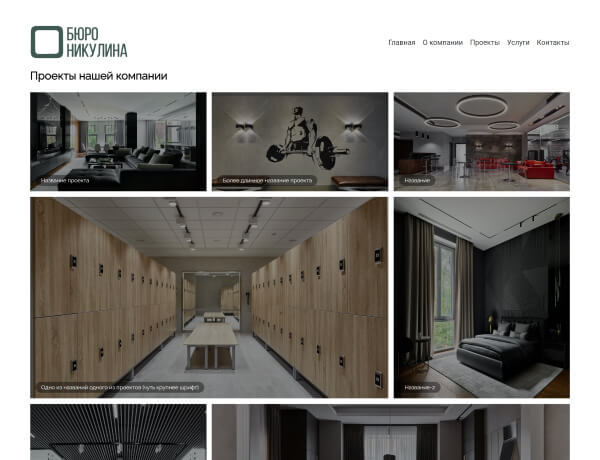 БЮРО
НИКУЛИНА
Главная О компании Проекты Услуги Контакты
Проекты нашей компании
Название проекта
Более длинное название проекта
Название
Одно из названий одного из проектов (чуть крупнее шрифт)
Название-2